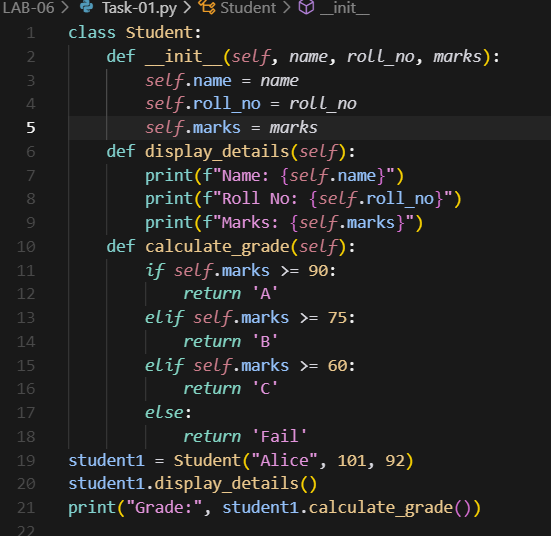 LAB-06 > Task-01.py > Student > __init__
1 class Student:
2     def __init__(self, name, roll_no, marks):
3         self.name = name
4         self.roll_no = roll_no
5         self.marks = marks
6     def display_details(self):
7         print(f"Name: {self.name}")
8         print(f"Roll No: {self.roll_no}")
9         print(f"Marks: {self.marks}")
10     def calculate_grade(self):
11         if self.marks >= 90:
12             return 'A'
13         elif self.marks >= 75:
14             return 'B'
15         elif self.marks >= 60:
16             return 'C'
17         else:
18             return 'Fail'
19 student1 = Student("Alice", 101, 92)
20 student1.display_details()
21 print("Grade:", student1.calculate_grade())
22